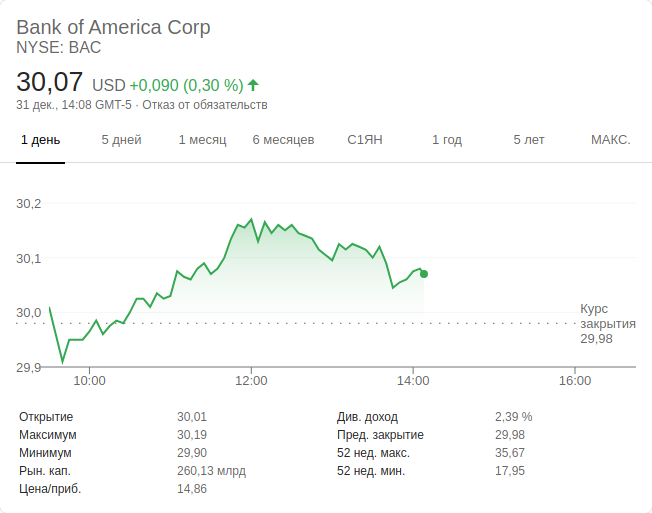 Bank of America Corp
NYSE: BAC
30,07 USD +0,090 (0,30 %)
31 дек., 14:08 GMT-5 · Отказ от обязательств
1 день 5 дней 1 месяц 6 месяцев С1ЯН 1 год 5 лет МАКС.
30,2
30,1
30,0
29,9
Курс
закрытия
29,98
10:00 12:00 14:00 16:00
Открытие 30,01 Див. доход 2,39 %
Максимум 30,19 Пред. закрытие 29,98
Минимум 29,90 52 нед. макс. 35,67
Рын. кап. 260,13 млрд 52 нед. мин. 17,95
Цена/приб. 14,86